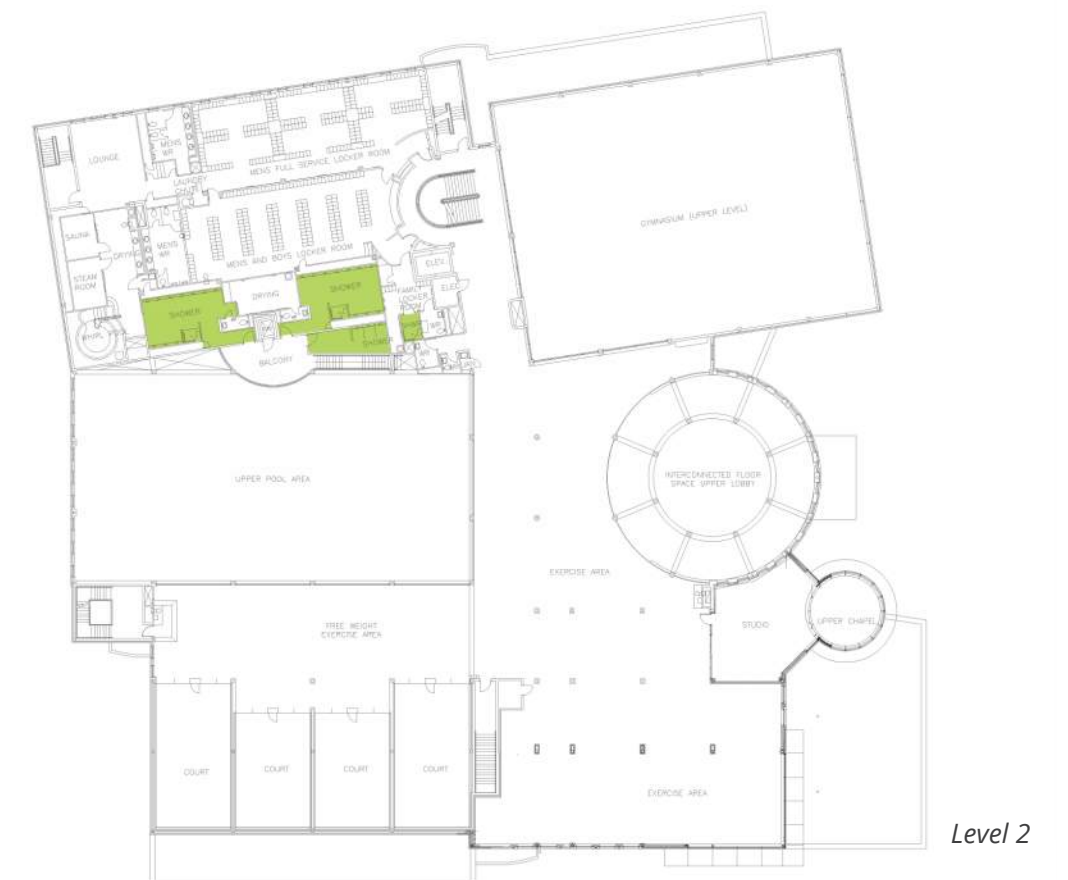 LOUNGE
MENS
WR
LAUNDRY
MENS FULL SERVICE LOCKER ROOM
GYMNASIUM (UPPER LEVEL)
SAUNA
DRYING
MENS
WR
MENS AND BOYS LOCKER ROOM
ELEV.
STEAM
ROOM
ELEC
SHOWER
DRYING
SHOWER
FAMILY
LOCKER
ROOM
WR
SHOWER
WR
BALCONY
UPPER POOL AREA
INTERCONNECTED FLOOR
SPACE UPPER LOBBY
EXERCISE AREA
FREE WEIGHT
EXERCISE AREA
STUDIO
UPPER CHAPEL
COURT
COURT
COURT
COURT
EXERCISE AREA
Level 2